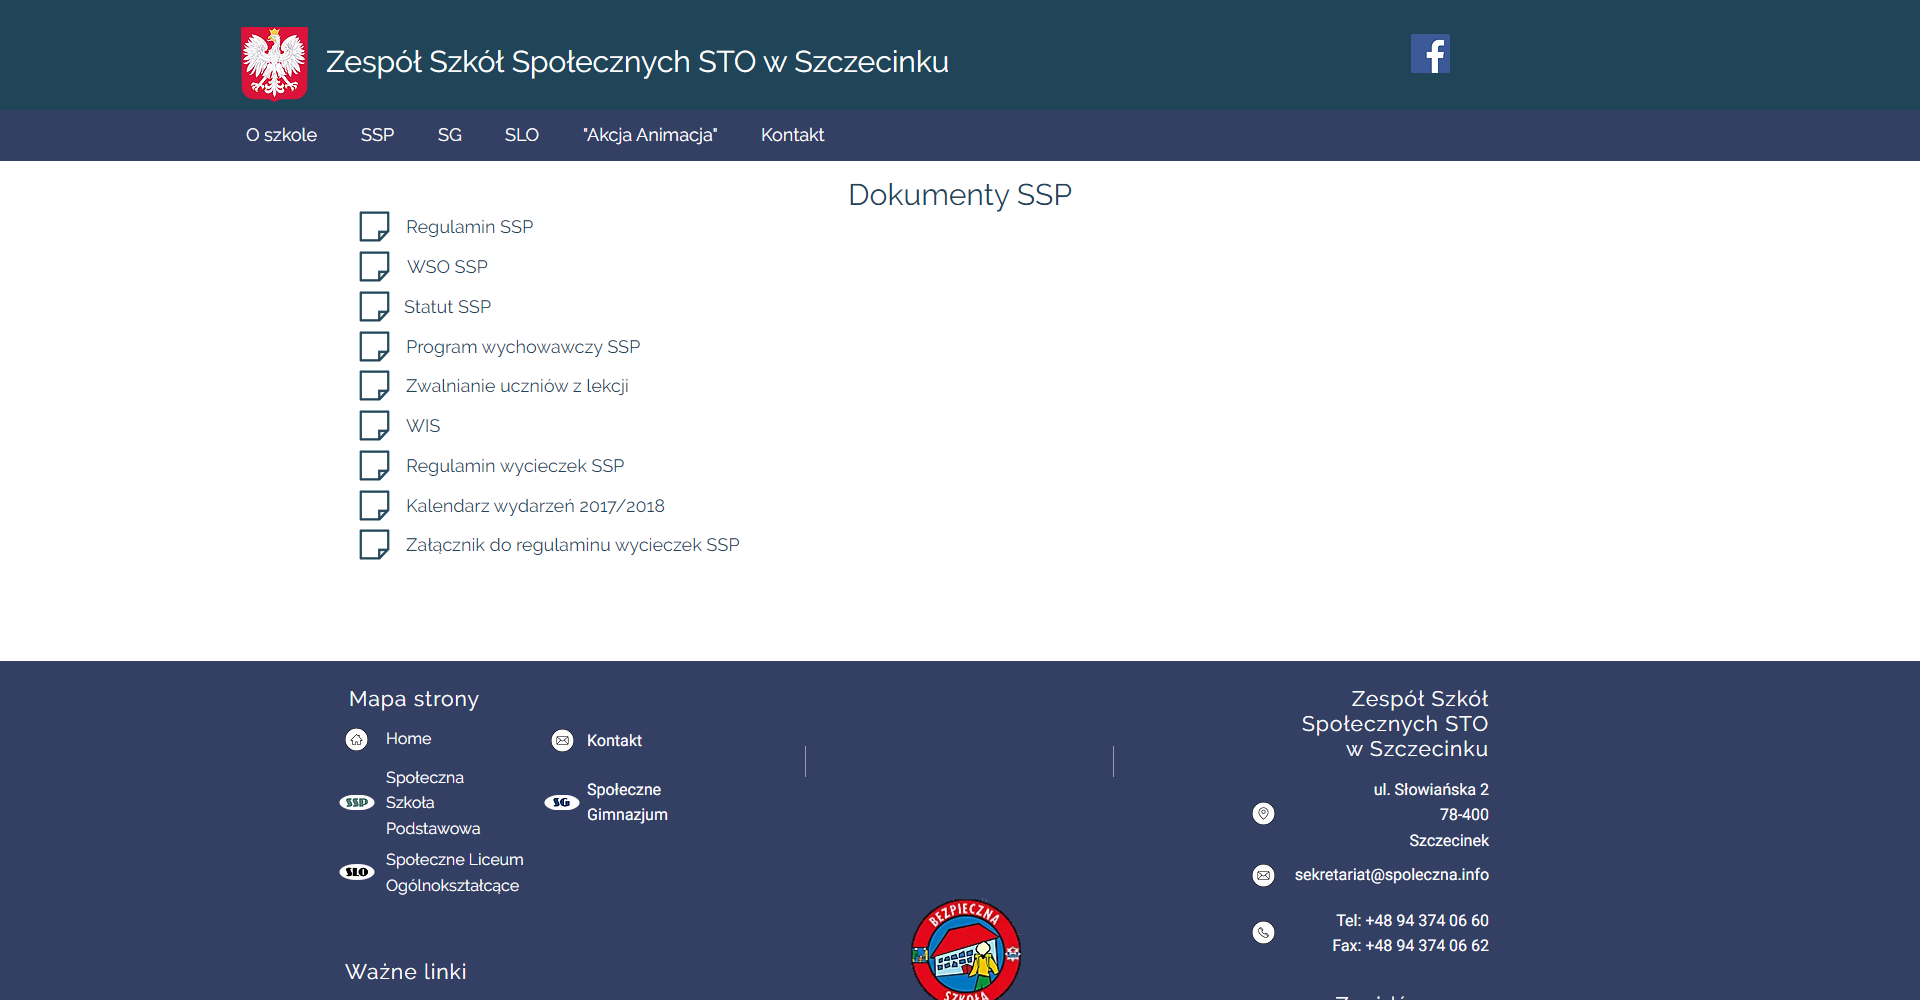 Zespół Szkół Społecznych STO w Szczecinku
O szkole SSP SG SLO "Akcja Animacja" Kontakt
Dokumenty SSP
Regulamin SSP
WSO SSP
Statut SSP
Program wychowawczy SSP
Zwalnianie uczniów z lekcji
WIS
Regulamin wycieczek SSP
Kalendarz wydarzeń 2017/2018
Załącznik do regulaminu wycieczek SSP
Mapa strony
Home
Kontakt
SSP
Społeczna
Szkoła
Podstawowa
SG
Społeczne
Gimnazjum
SLO
Społeczne Liceum
Ogólnokształcące
Ważne linki
BEZPIECZNA
SZKOŁA
Zespół Szkół
Społecznych STO
w Szczecinku
ul. Słowiańska 2
78-400
Szczecinek
sekretariat@spoleczna.info
Tel: +48 94 374 06 60
Fax: +48 94 374 06 62